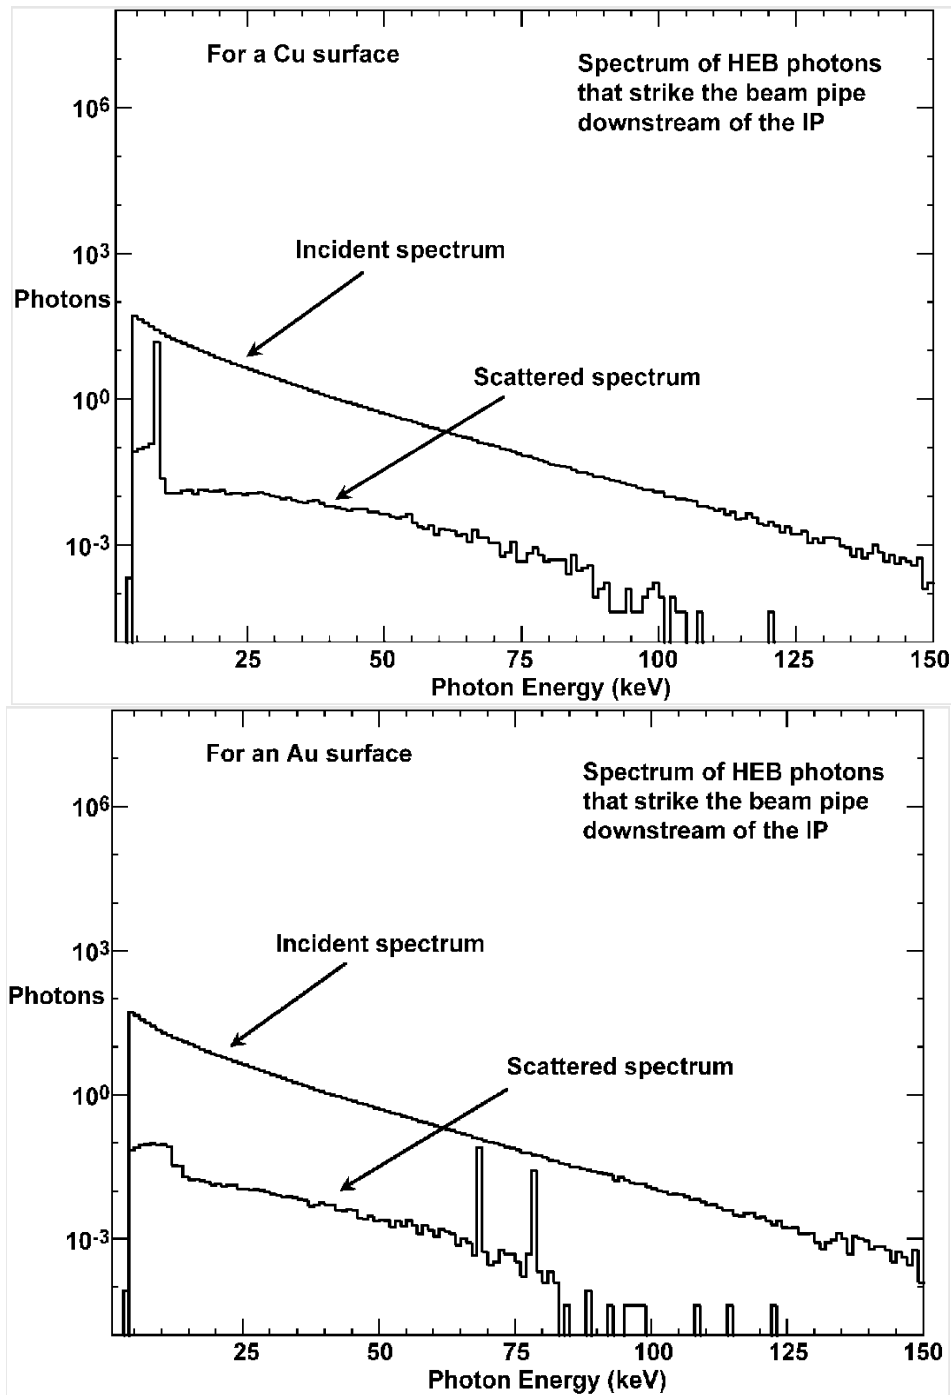 For a Cu surface
Spectrum of HEB photons
that strike the beam pipe
downstream of the IP
10⁶
Incident spectrum
10³
Photons
Scattered spectrum
10⁰
10⁻³
25 50 75 100 125 150
Photon Energy (keV)
For an Au surface
Spectrum of HEB photons
that strike the beam pipe
downstream of the IP
10⁶
Incident spectrum
10³
Photons
Scattered spectrum
10⁰
10⁻³
25 50 75 100 125 150
Photon Energy (keV)